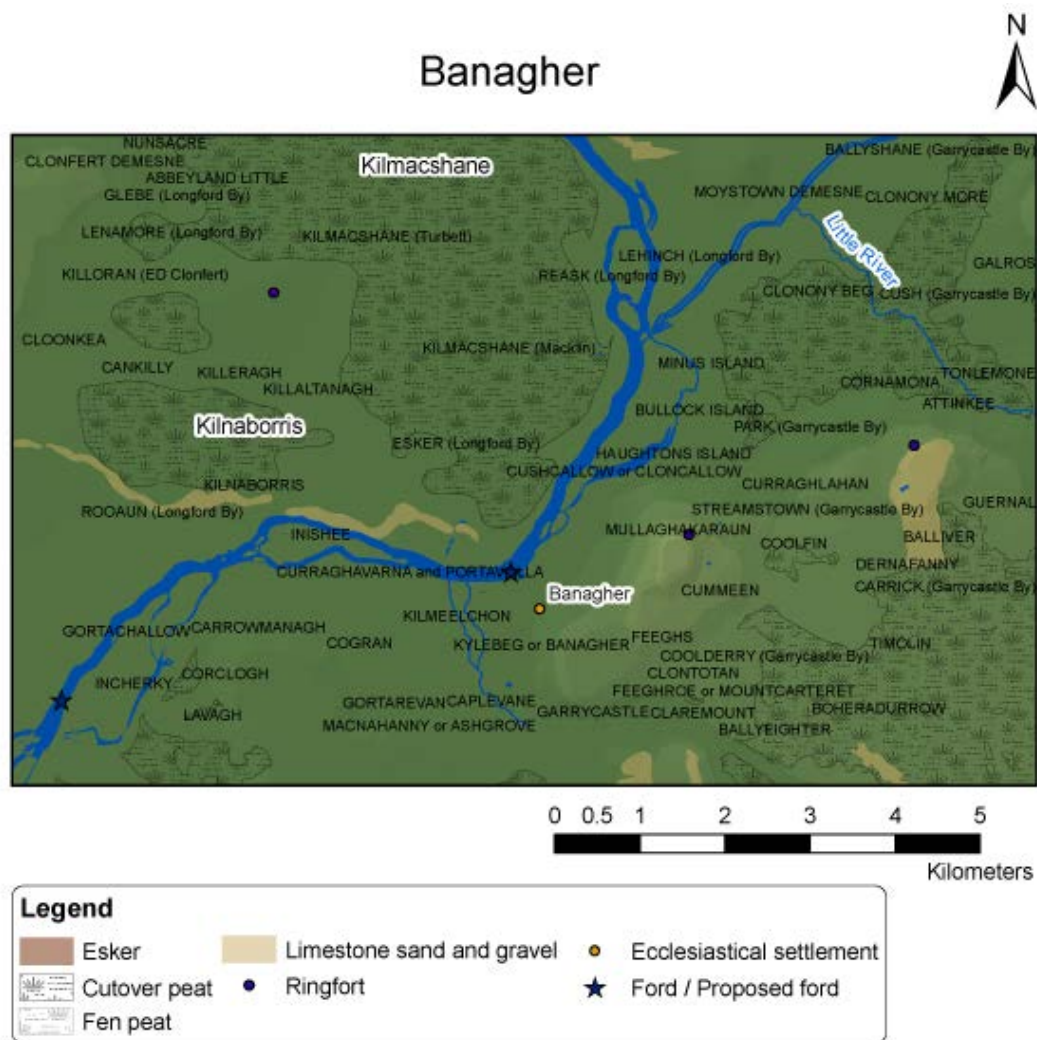 N
Banagher
NUNSACRE
CLONFERT DEMESNE
Kilmacshane
BALLYSHANE (Garrycastle By)
ABBEYLAND LITTLE
GLEBE (Longford By)
MOYSTOWN DEMESNE
CLONONY MORE
LENAMORE (Longford By)
KILMACSHANE (Turbett)
Little River
LEHINCH (Longford By)
KILLORAN (ED Clonfert)
REASK (Longford By)
GALROS
CLONONY BEG
CUSH (Garrycastle By)
CLOONKEA
KILMACSHANE (Macklin)
CANKILLY
KILLERAGH
MINUS ISLAND
TONLEMONE
KILLALTANAGH
CORNAMONA
ATTINKEE
BULLOCK ISLAND
Kilnaborris
PARK (Garrycastle By)
ESKER (Longford By)
HAUGHTONS ISLAND
CUSHCALLOW or CLONCALLOW
KILNABORRIS
CURRAGHLAHAN
GUERNAL
ROOAUN (Longford By)
STREAMSTOWN (Garrycastle By)
INISHEE
MULLAGHAKARAUN
COOLFIN
BALLIVER
DERNAFANNY
CURRAGHAVARNA and PORTAVOLLA
CARRICK (Garrycastle By)
Banagher
CUMMEEN
KILMEELCHON
GORTACHALLOW
CARROWMANAGH
COGRAN
KYLEBEG or BANAGHER
FEEGHS
TIMOLIN
COOLDERRY (Garrycastle By)
CORCLOGH
CLONTOTAN
INCHERKY
FEEGHROE or MOUNTCARTERET
GORTAREVAN
CAPLEVANE
BOHERADURROW
LAVAGH
GARRYCASTLE
CLAREMOUNT
MACNAHANNY or ASHGROVE
BALLYEIGHTER
0 0.5 1 2 3 4 5
Kilometers
Legend
Esker
Limestone sand and gravel
Ecclesiastical settlement
Cutover peat
Ringfort
Ford / Proposed ford
Fen peat